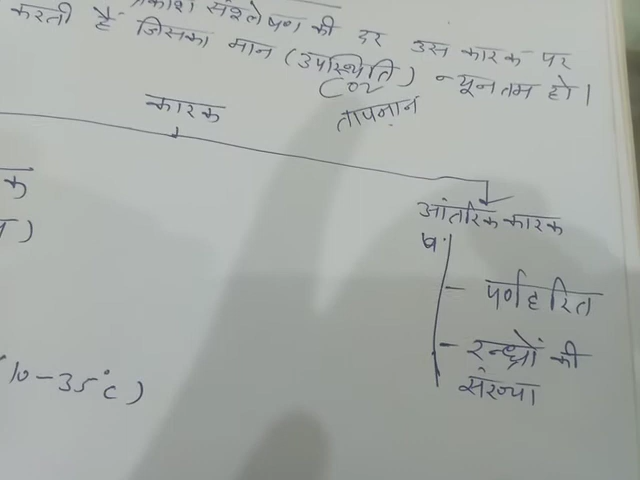 प्रकाश संश्लेषण की दर उस कारक पर
करती है जिसका मान (उपस्थिति) न्यूनतम हो।
CO2
कारक
तापमान
क
आंतरिक कारक
)
- पर्णहरित
- रन्ध्रों की
संख्या
10-35°C)